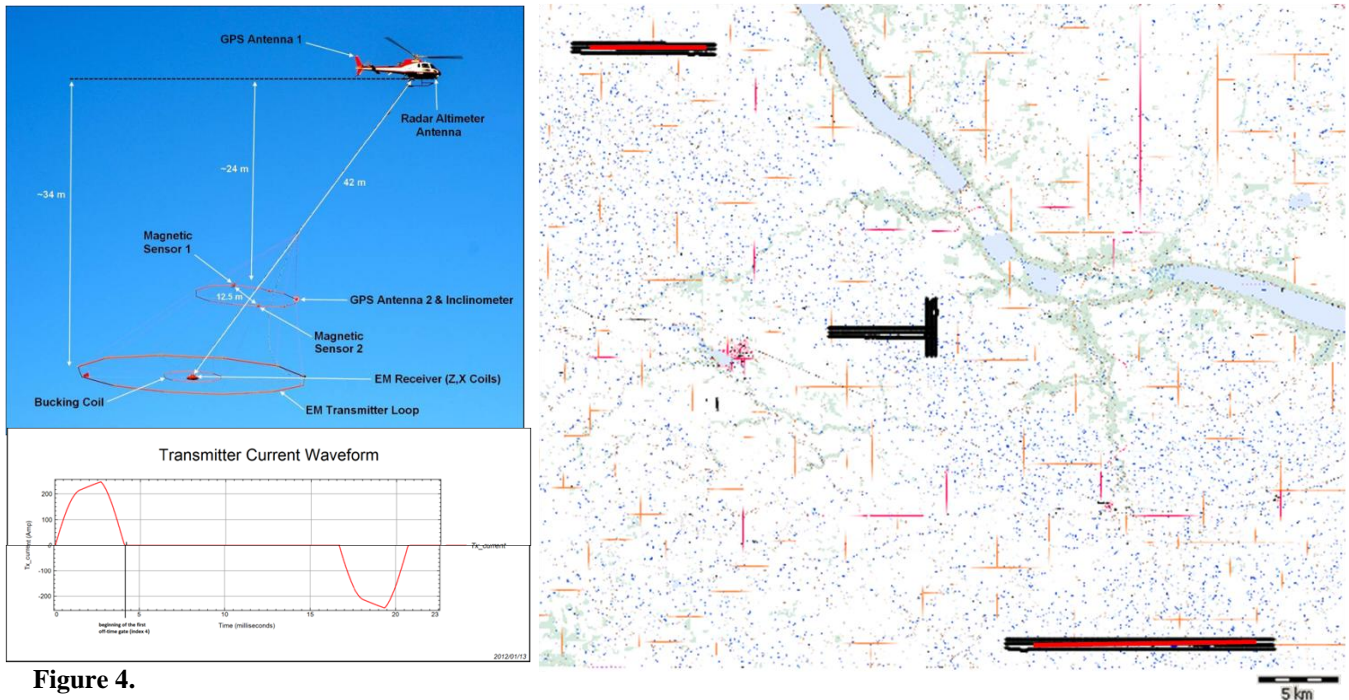 GPS Antenna 1
Radar Altimeter
Antenna
~24 m
42 m
~34 m
Magnetic
Sensor 1
12.5 m
GPS Antenna 2 & Inclinometer
Magnetic
Sensor 2
EM Receiver (Z,X Coils)
Bucking Coil
EM Transmitter Loop
Transmitter Current Waveform
Tx_current (Amp)
200
100
0
-100
-200
Tx_current
0
5
10
15
20
23
beginning of the first
off-time gate (index 4)
Time (milliseconds)
2012/01/13
Figure 4.
5 km